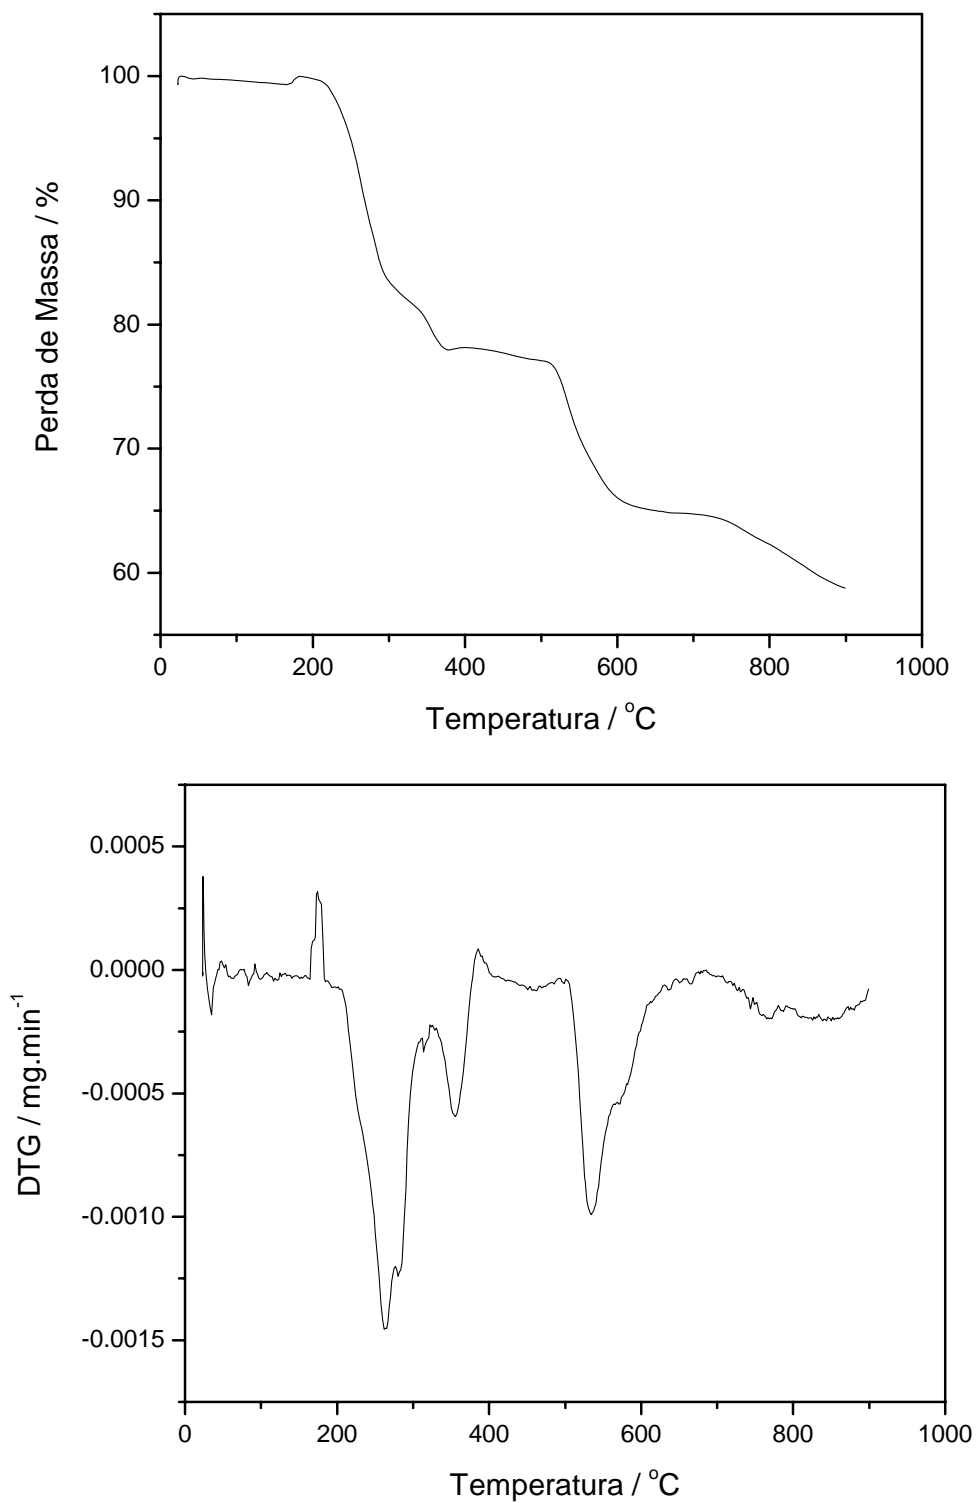 100
90
80
70
60
Perda de Massa / %
0 200 400 600 800 1000
Temperatura / °C
0.0005
0.0000
-0.0005
-0.0010
-0.0015
DTG / mg.min⁻¹
0 200 400 600 800 1000
Temperatura / °C